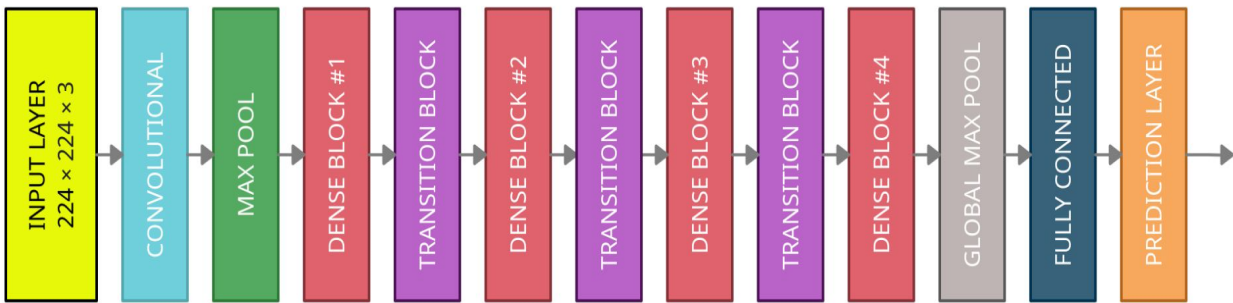 INPUT LAYER
224 × 224 × 3
CONVOLUTIONAL
MAX POOL
DENSE BLOCK #1
TRANSITION BLOCK
DENSE BLOCK #2
TRANSITION BLOCK
DENSE BLOCK #3
TRANSITION BLOCK
DENSE BLOCK #4
GLOBAL MAX POOL
FULLY CONNECTED
PREDICTION LAYER